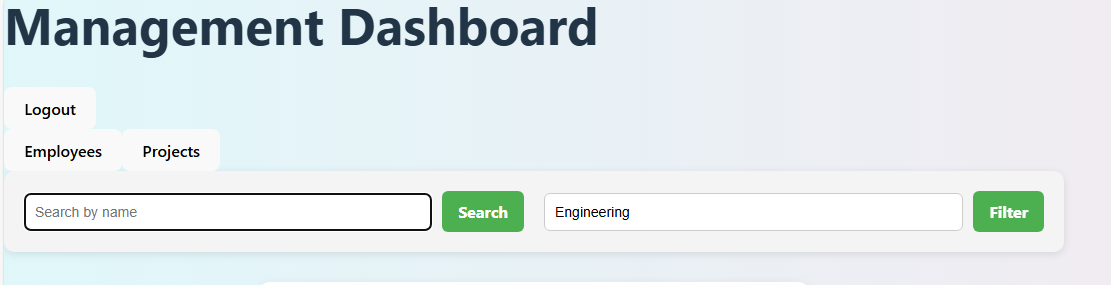 Management Dashboard
Logout
Employees Projects
Search by name Search Engineering Filter